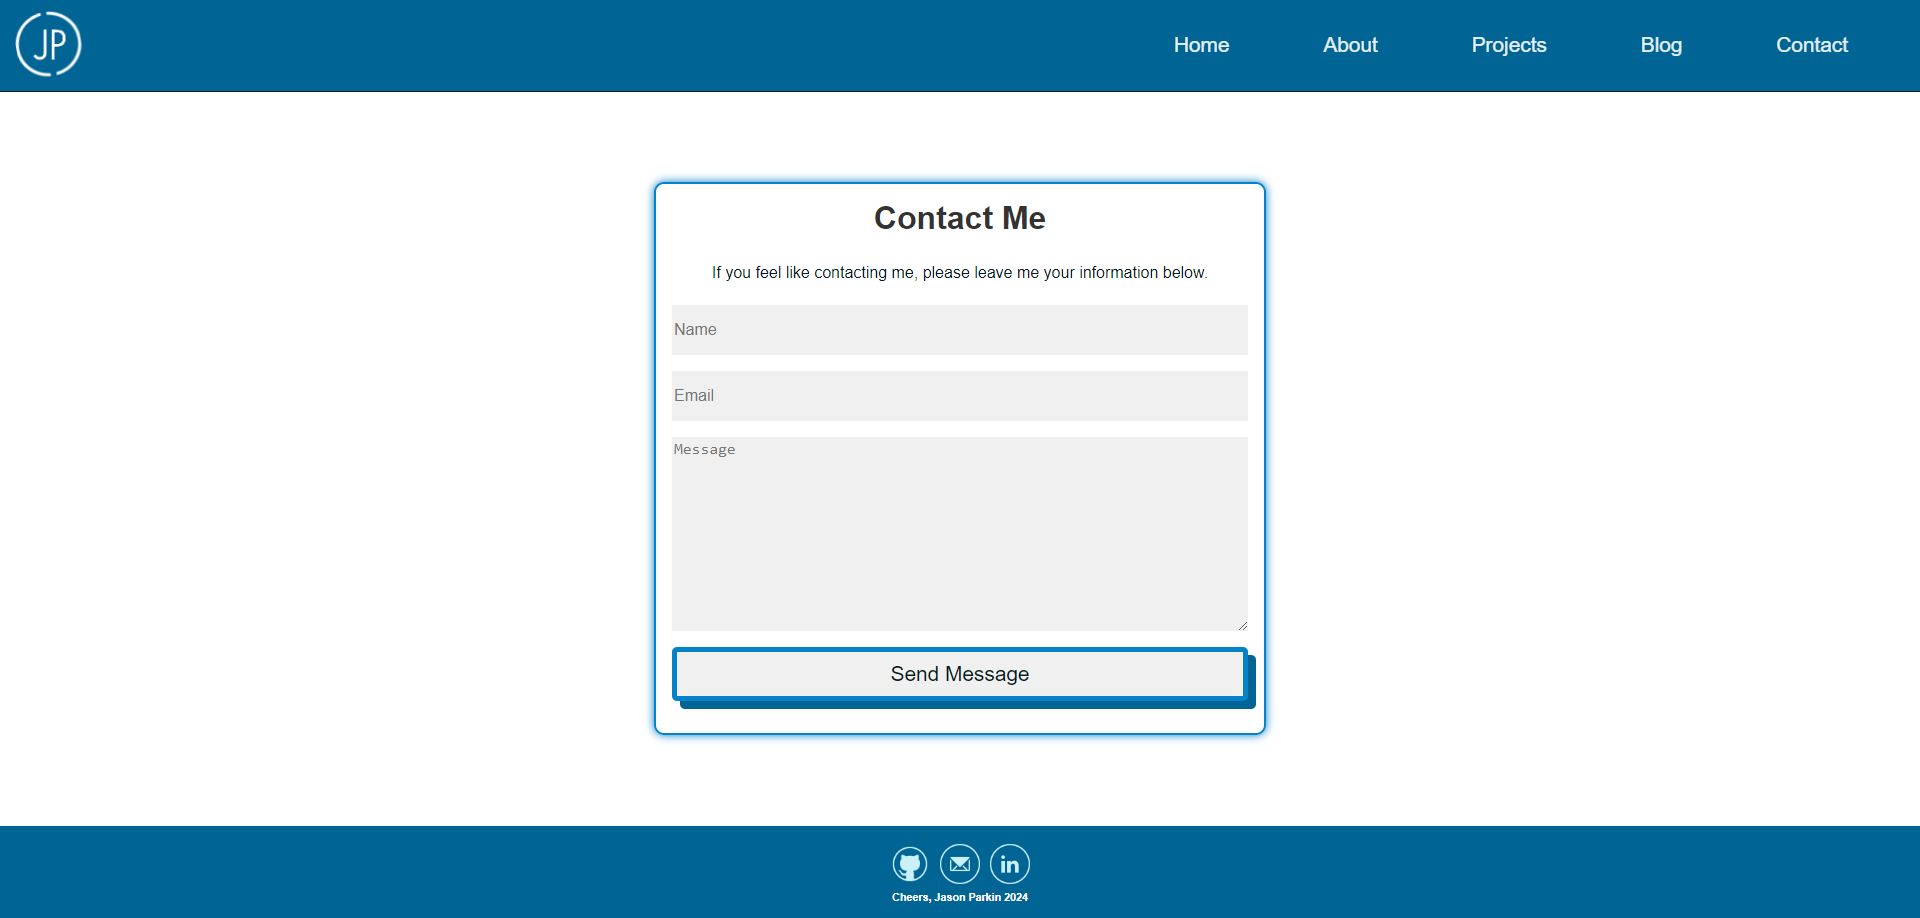 JP
Home
About
Projects
Blog
Contact
Contact Me
If you feel like contacting me, please leave me your information below.
Name
Email
Message
Send Message
in
Cheers, Jason Parkin 2024